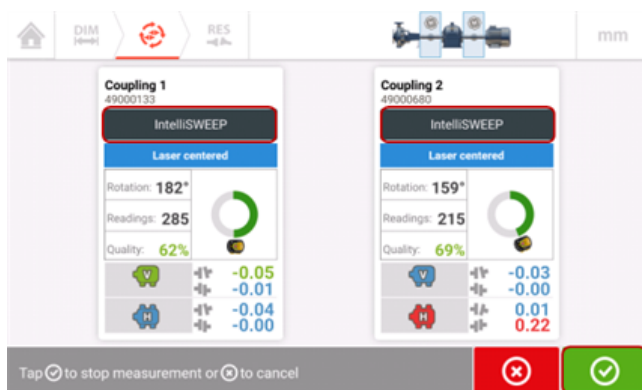 DIM
RES
mm
Coupling 1
49000133
IntelliSWEEP
Laser centered
Rotation: 182°
Readings: 285
Quality: 62%
V
-0.05
-0.01
H
-0.04
-0.00
Coupling 2
49000680
IntelliSWEEP
Laser centered
Rotation: 159°
Readings: 215
Quality: 69%
V
-0.03
-0.00
H
0.01
0.22
Tap to stop measurement or to cancel